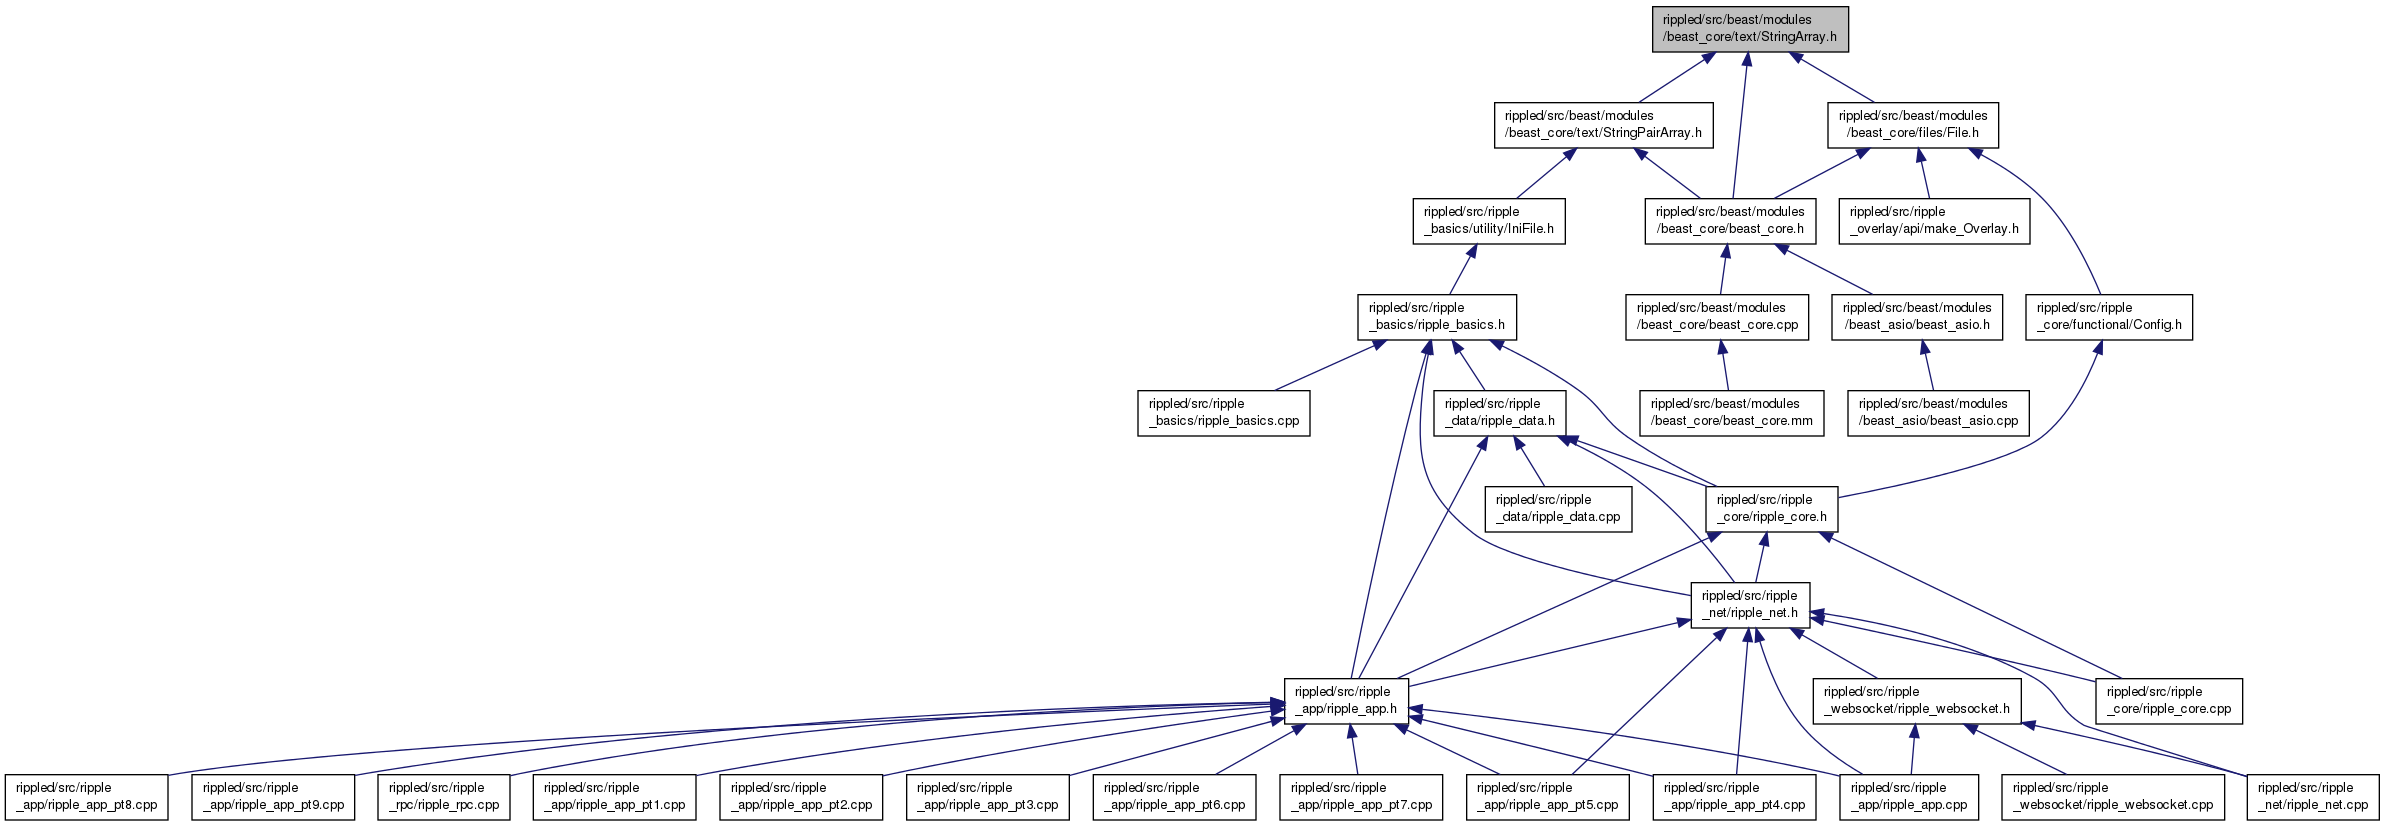 rippled/src/beast/modules
/beast_core/text/StringArray.h
rippled/src/beast/modules
/beast_core/text/StringPairArray.h
rippled/src/beast/modules
/beast_core/files/File.h
rippled/src/ripple
_basics/utility/IniFile.h
rippled/src/beast/modules
/beast_core/beast_core.h
rippled/src/ripple
_overlay/api/make_Overlay.h
rippled/src/ripple
_basics/ripple_basics.h
rippled/src/beast/modules
/beast_core/beast_core.cpp
rippled/src/beast/modules
/beast_asio/beast_asio.h
rippled/src/ripple
_core/functional/Config.h
rippled/src/ripple
_basics/ripple_basics.cpp
rippled/src/ripple
_data/ripple_data.h
rippled/src/beast/modules
/beast_core/beast_core.mm
rippled/src/beast/modules
/beast_asio/beast_asio.cpp
rippled/src/ripple
_data/ripple_data.cpp
rippled/src/ripple
_core/ripple_core.h
rippled/src/ripple
_net/ripple_net.h
rippled/src/ripple
_app/ripple_app.h
rippled/src/ripple
_websocket/ripple_websocket.h
rippled/src/ripple
_core/ripple_core.cpp
rippled/src/ripple
_app/ripple_app_pt8.cpp
rippled/src/ripple
_app/ripple_app_pt9.cpp
rippled/src/ripple
_rpc/ripple_rpc.cpp
rippled/src/ripple
_app/ripple_app_pt1.cpp
rippled/src/ripple
_app/ripple_app_pt2.cpp
rippled/src/ripple
_app/ripple_app_pt3.cpp
rippled/src/ripple
_app/ripple_app_pt6.cpp
rippled/src/ripple
_app/ripple_app_pt7.cpp
rippled/src/ripple
_app/ripple_app_pt5.cpp
rippled/src/ripple
_app/ripple_app_pt4.cpp
rippled/src/ripple
_app/ripple_app.cpp
rippled/src/ripple
_websocket/ripple_websocket.cpp
rippled/src/ripple
_net/ripple_net.cpp